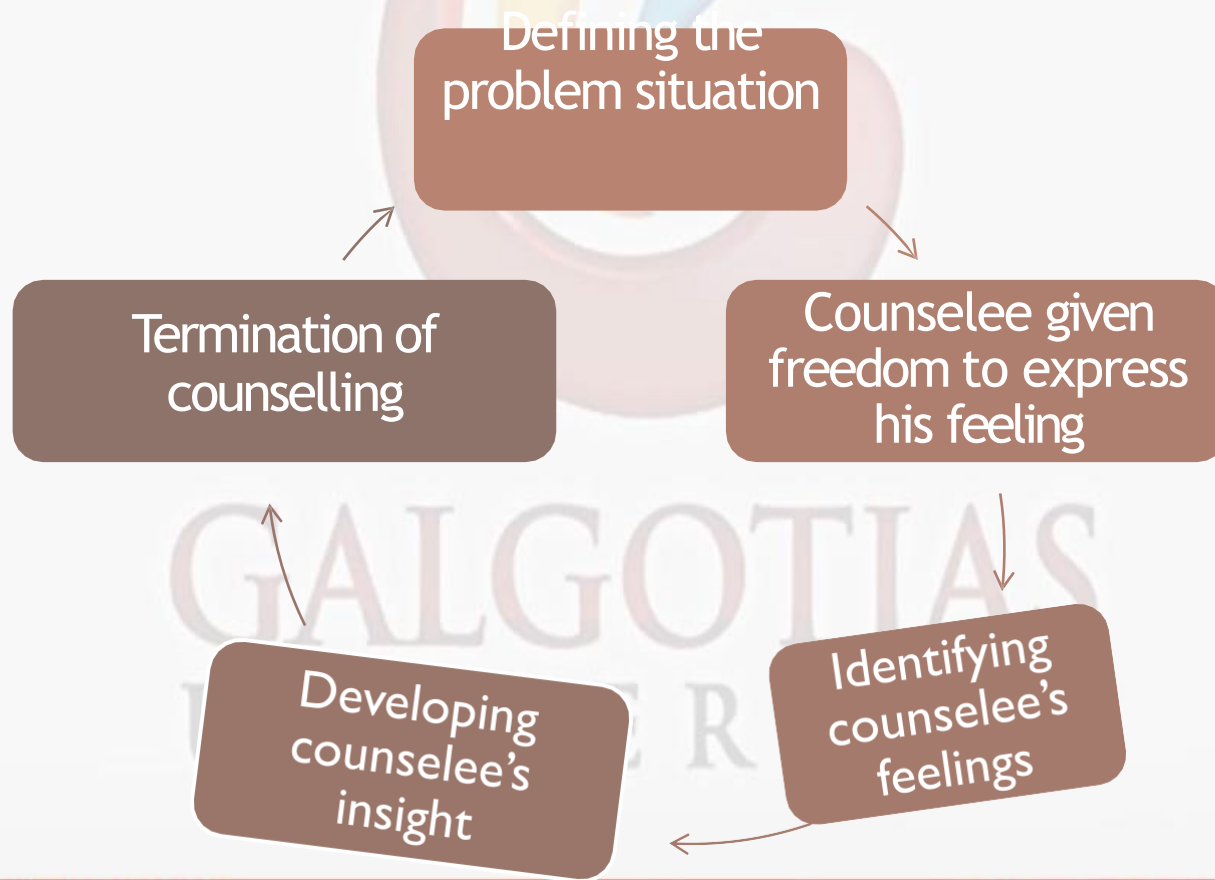 Defining the
problem situation
Counselee given
freedom to express
his feeling
Identifying
counselee’s
feelings
Developing
counselee’s
insight
Termination of
counselling
GALGOTIAS